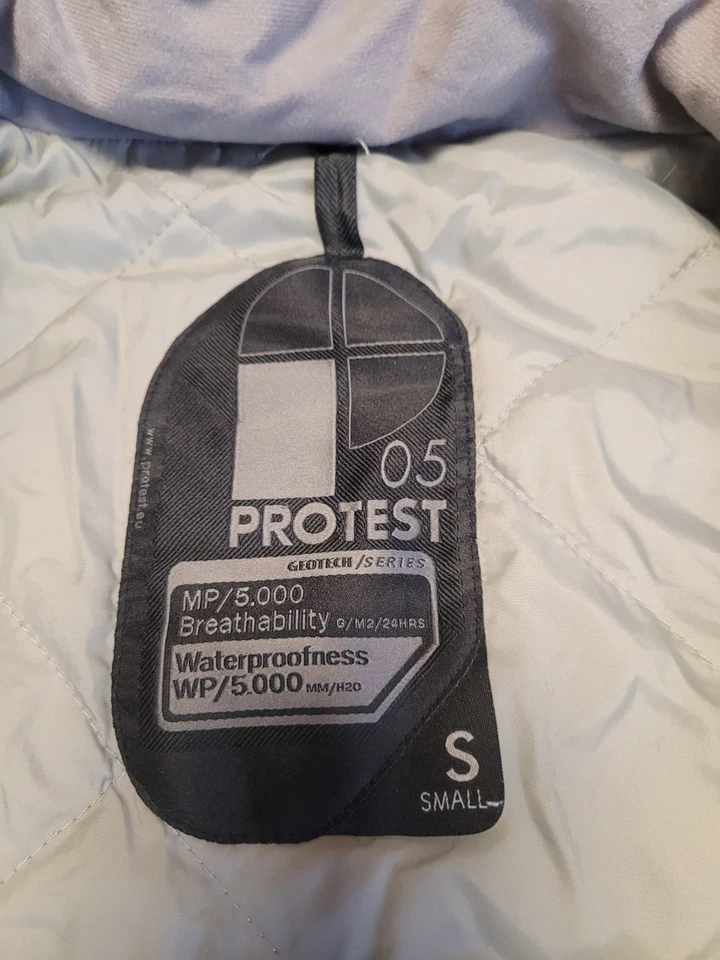 05
PROTEST
www.protest.eu
GEOTECH/SERIES
MP/5.000
Breathability G/M2/24HRS
Waterproofness
WP/5.000 MM/H2O
S
SMALL